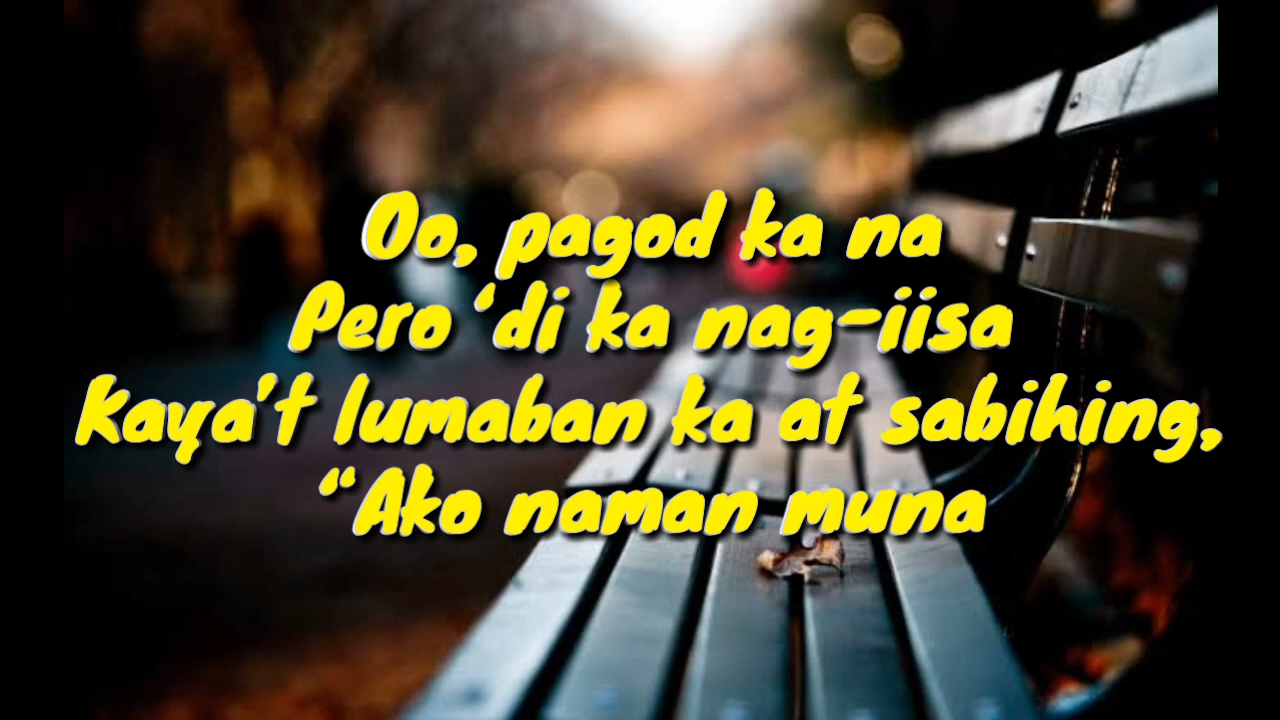 Oo, pagod ka na
Pero ‘di ka nag-iisa
Kaya’t lumaban ka at sabihing,
“Ako naman muna